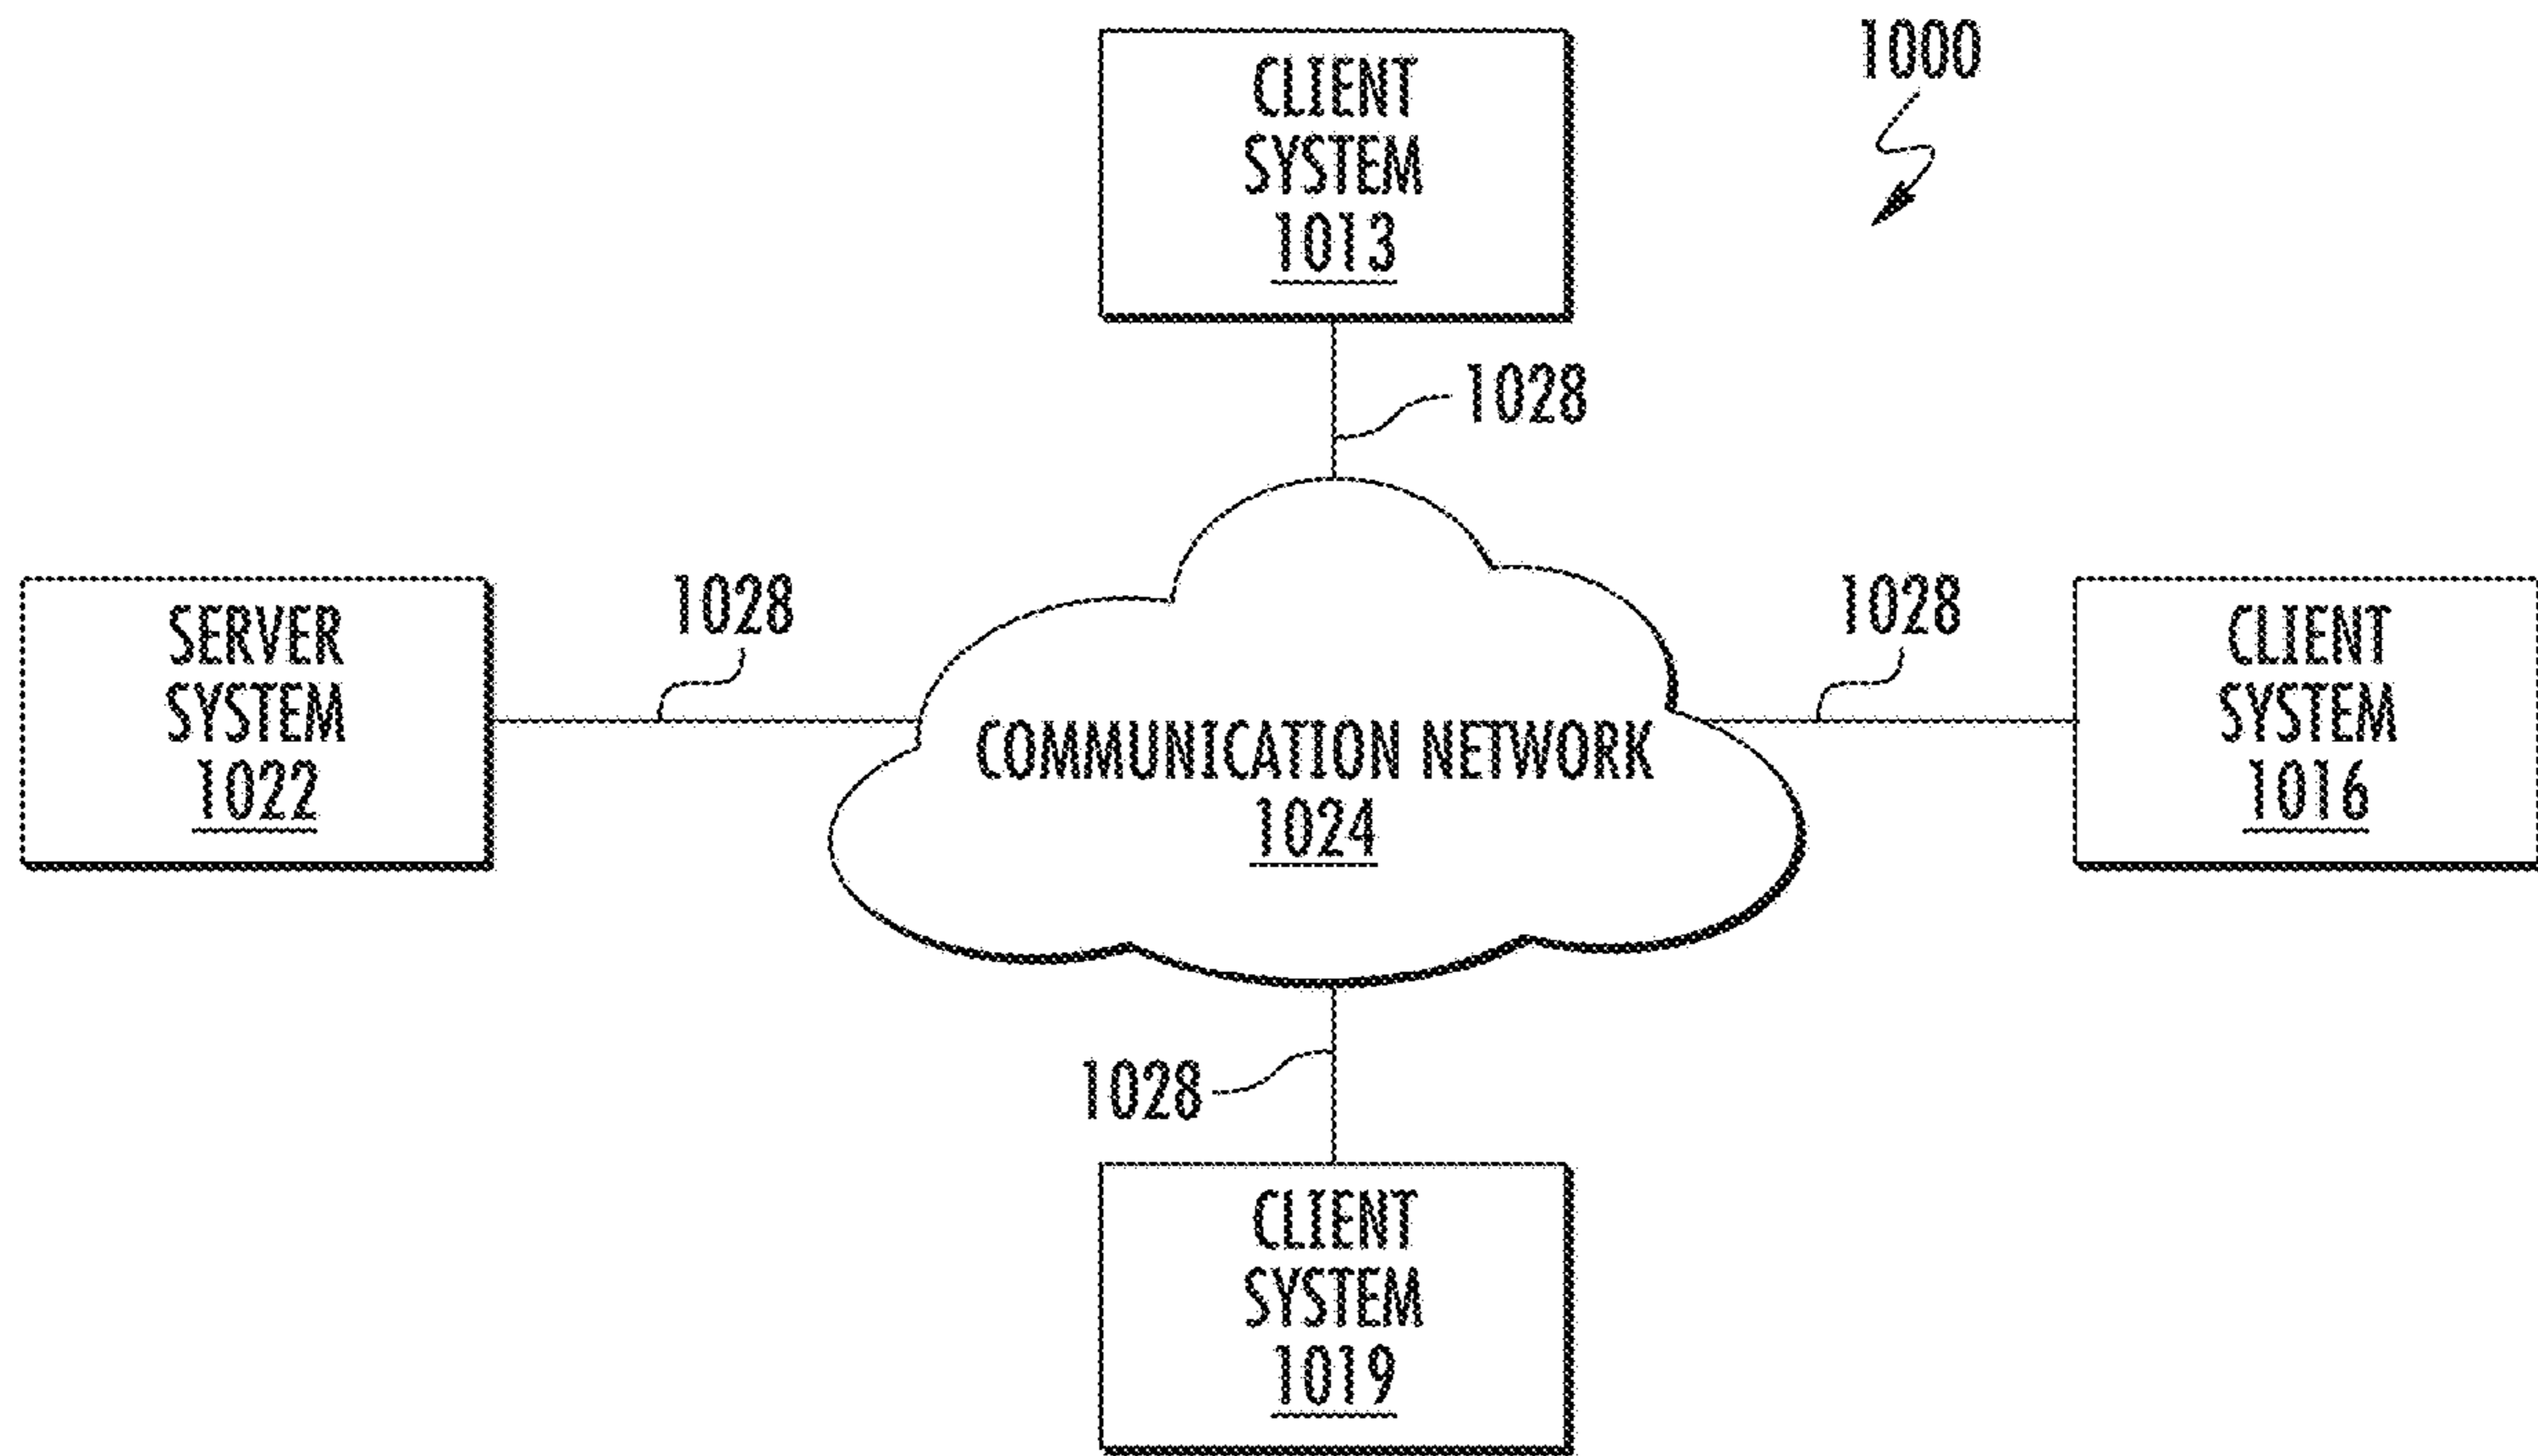 1000
CLIENT
SYSTEM
1013
1028
SERVER
SYSTEM
1022
1028
COMMUNICATION NETWORK
1024
1028
CLIENT
SYSTEM
1016
1028
CLIENT
SYSTEM
1019